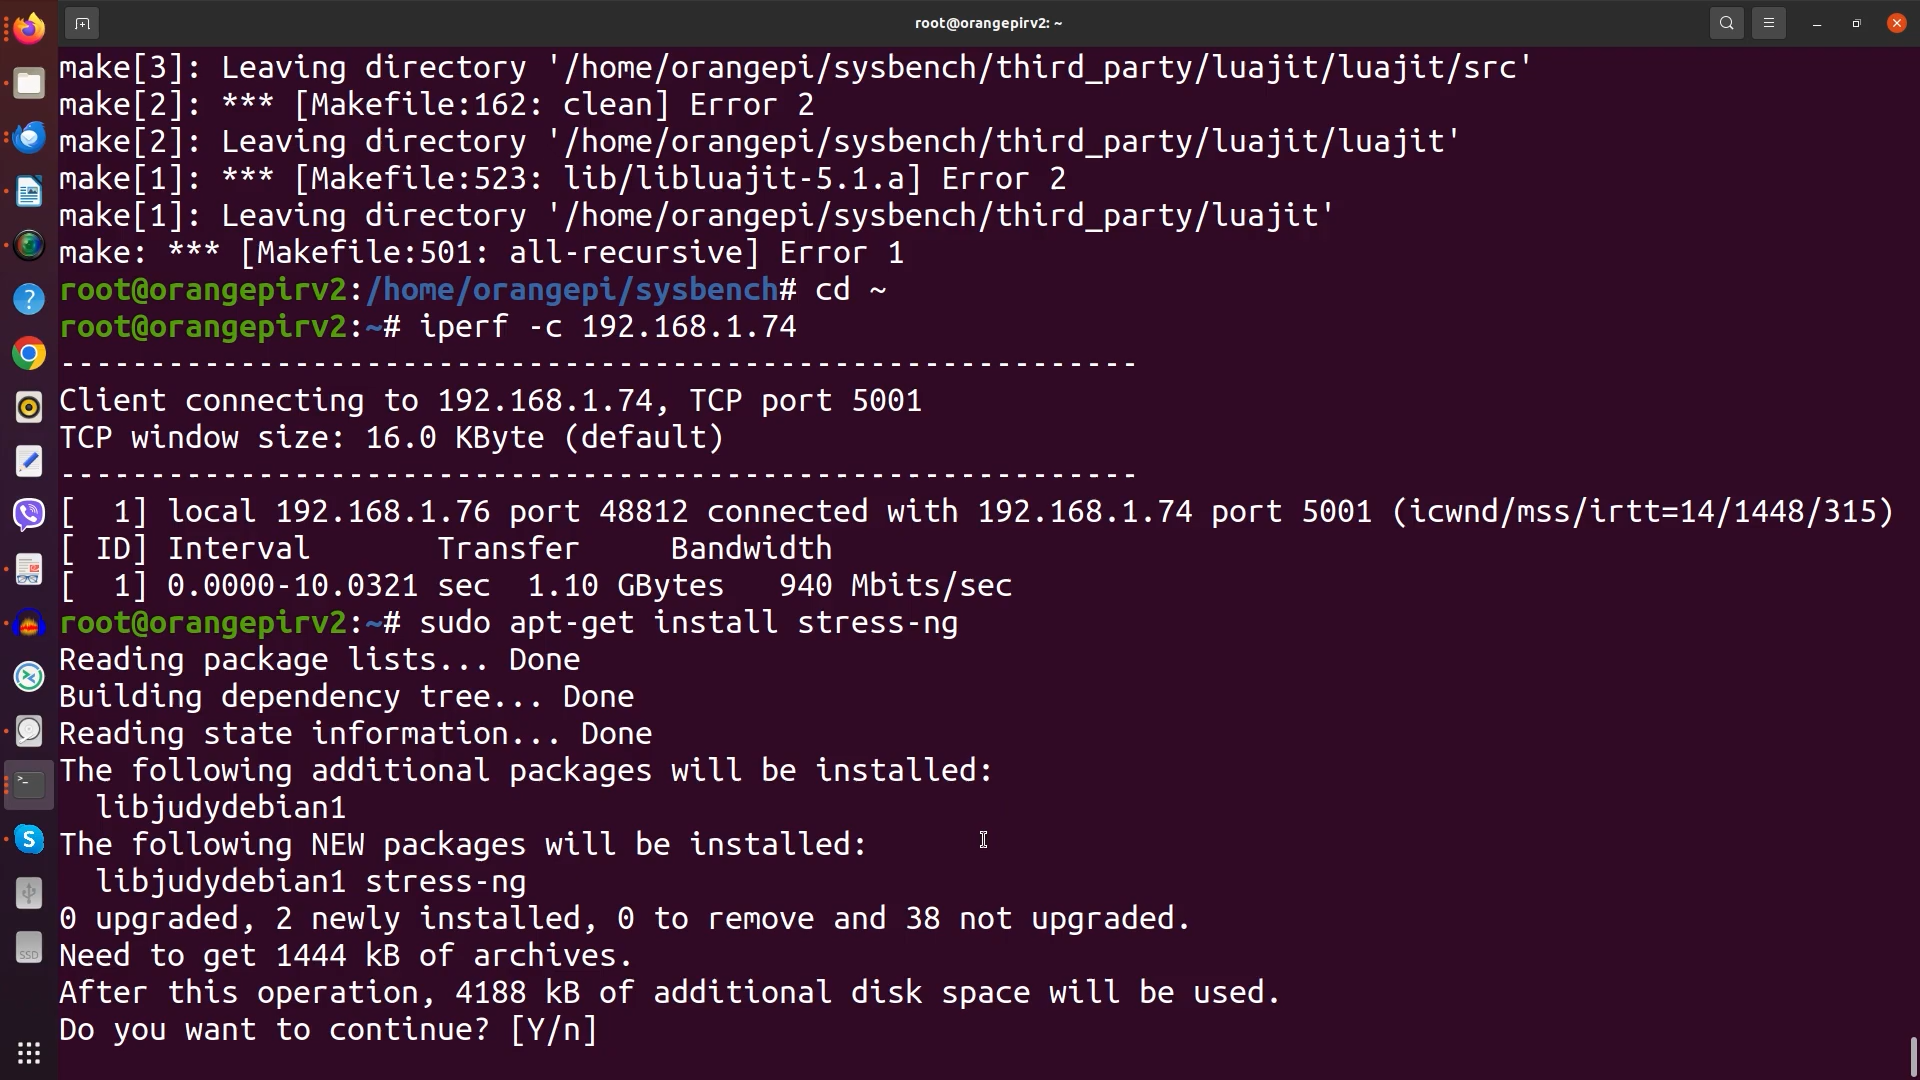 root@orangepirv2: ~
make[3]: Leaving directory '/home/orangepi/sysbench/third_party/luajit/luajit/src'
make[2]: *** [Makefile:162: clean] Error 2
make[2]: Leaving directory '/home/orangepi/sysbench/third_party/luajit/luajit'
make[1]: *** [Makefile:523: lib/libluajit-5.1.a] Error 2
make[1]: Leaving directory '/home/orangepi/sysbench/third_party/luajit'
make: *** [Makefile:501: all-recursive] Error 1
root@orangepirv2:/home/orangepi/sysbench# cd ~
root@orangepirv2:~# iperf -c 192.168.1.74
------------------------------------------------------------
Client connecting to 192.168.1.74, TCP port 5001
TCP window size: 16.0 KByte (default)
------------------------------------------------------------
[  1] local 192.168.1.76 port 48812 connected with 192.168.1.74 port 5001 (icwnd/mss/irtt=14/1448/315)
[ ID] Interval       Transfer     Bandwidth
[  1] 0.0000-10.0321 sec  1.10 GBytes   940 Mbits/sec
root@orangepirv2:~# sudo apt-get install stress-ng
Reading package lists... Done
Building dependency tree... Done
Reading state information... Done
The following additional packages will be installed:
  libjudydebian1
The following NEW packages will be installed:
  libjudydebian1 stress-ng
0 upgraded, 2 newly installed, 0 to remove and 38 not upgraded.
Need to get 1444 kB of archives.
After this operation, 4188 kB of additional disk space will be used.
Do you want to continue? [Y/n]
SSD